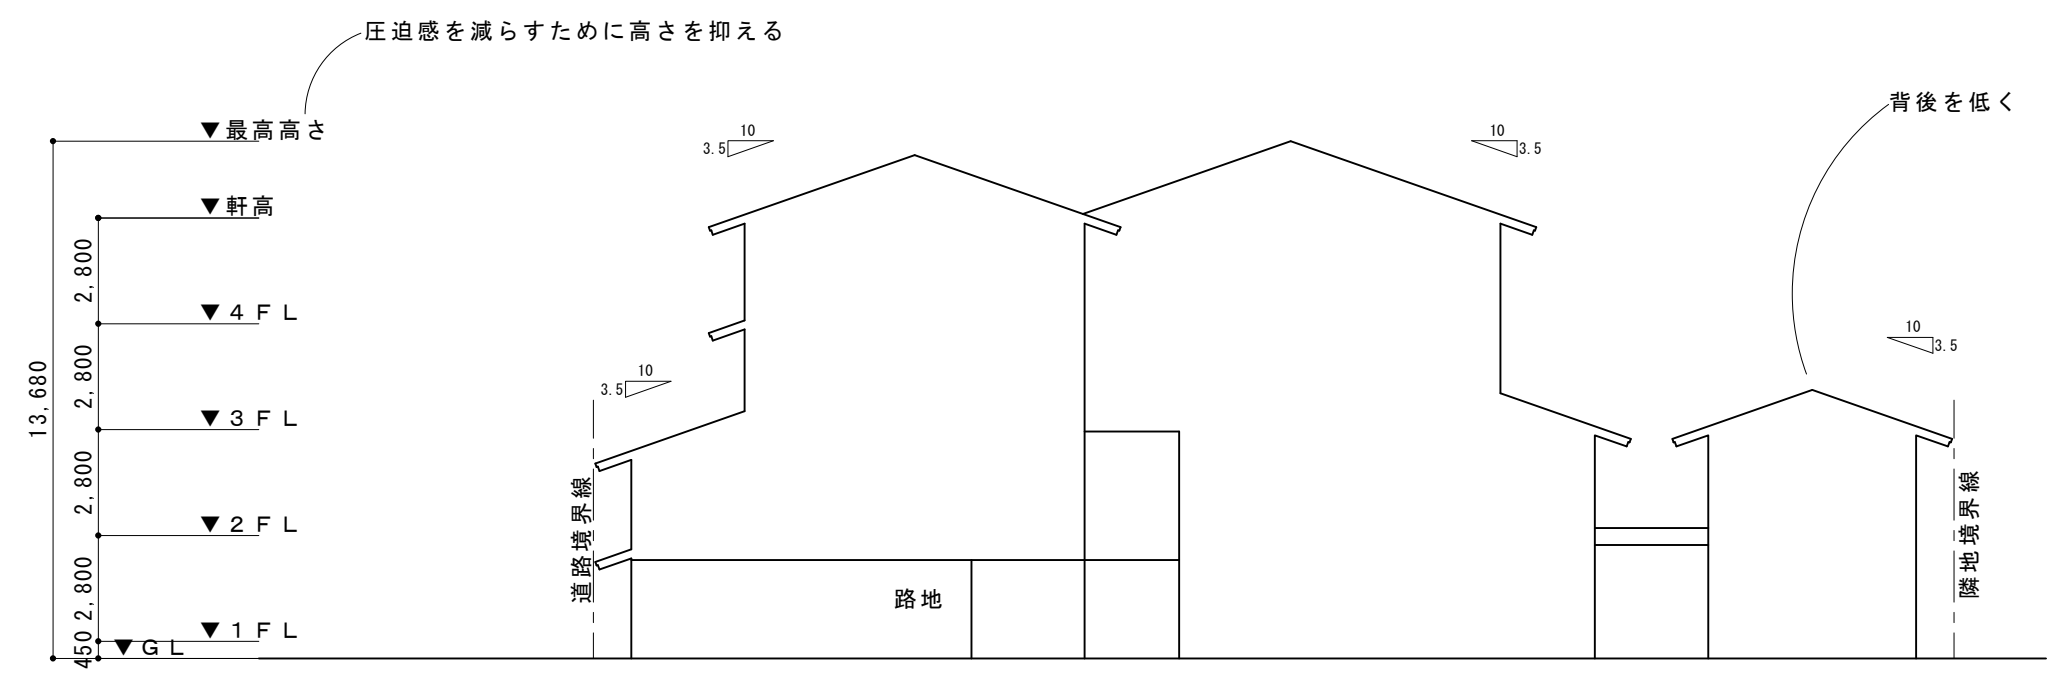 圧迫感を減らすために高さを抑える
背後を低く
▼最高高さ
10
3.5
10
3.5
▼軒高
2,800
▼4FL
10
3.5
13,680
2,800
10
3.5
▼3FL
2,800
▼2FL
道路境界線
隣地境界線
2,800
路地
▼1FL
450
▼GL